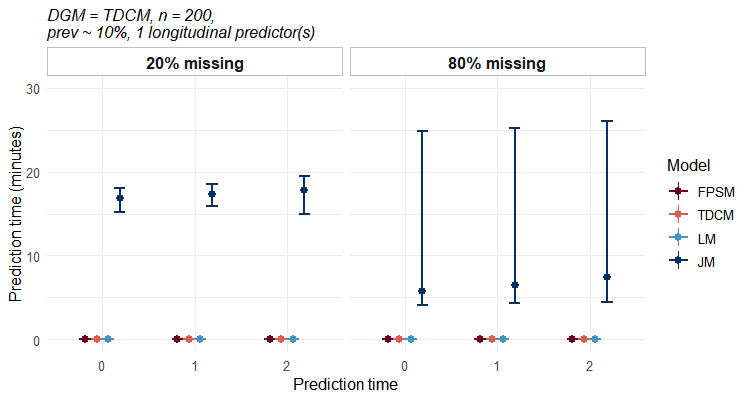 DGM = TDCM, n = 200,
prev ~ 10%, 1 longitudinal predictor(s)
20% missing
80% missing
Prediction time (minutes)
30
20
10
0
0
1
2
0
1
2
Prediction time
Model
FPSM
TDCM
LM
JM